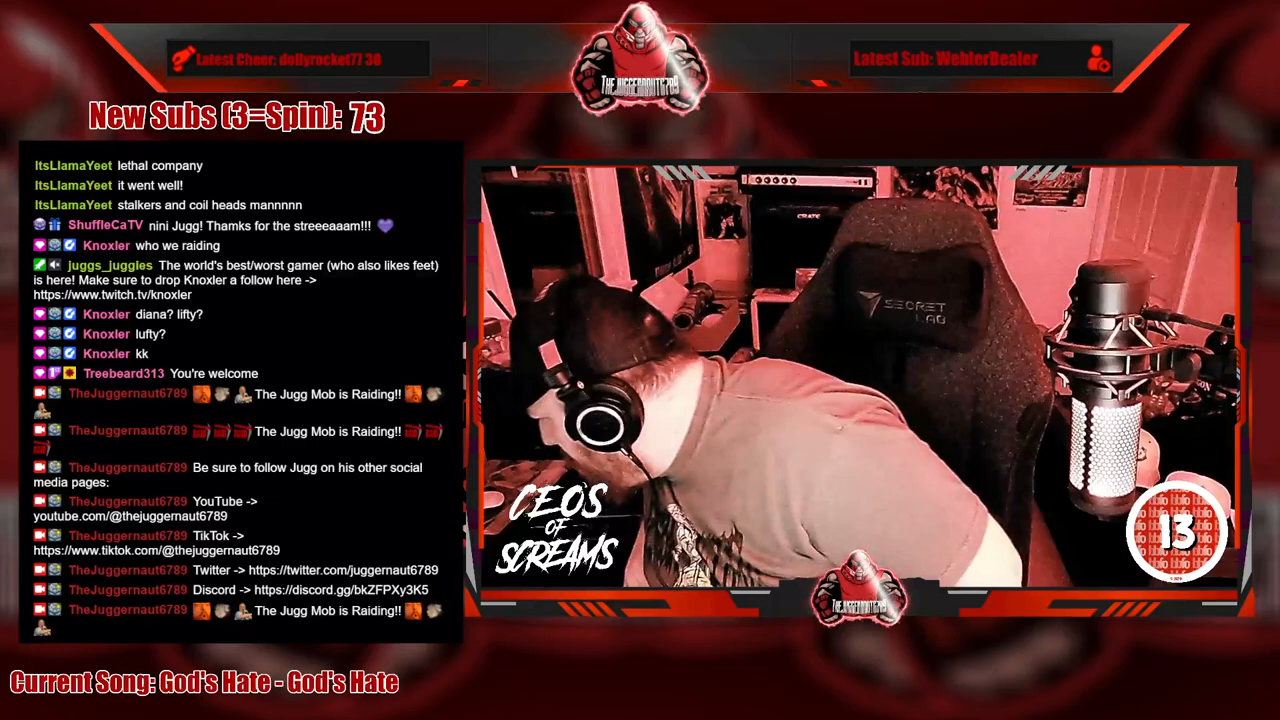 Latest Cheer: dollyrocket77 30
THEJUGGERNAUT6789
Latest Sub: WeblerDealer
New Subs (3=Spin): 73
ItsLlamaYeet lethal company
ItsLlamaYeet it went well!
ItsLlamaYeet stalkers and coil heads mannnnn
ShuffleCaTV nini Jugg! Thamks for the streeeaaam!!!
Knoxler who we raiding
juggs_juggles The world's best/worst gamer (who also likes feet)
is here! Make sure to drop Knoxler a follow here ->
https://www.twitch.tv/knoxler
Knoxler diana? lifty?
Knoxler lufty?
Knoxler kk
Treebeard313 You're welcome
TheJuggernaut6789 The Jugg Mob is Raiding!!
TheJuggernaut6789 The Jugg Mob is Raiding!!
TheJuggernaut6789 Be sure to follow Jugg on his other social
media pages:
TheJuggernaut6789 YouTube ->
youtube.com/@thejuggernaut6789
TheJuggernaut6789 TikTok ->
https://www.tiktok.com/@thejuggernaut6789
TheJuggernaut6789 Twitter -> https://twitter.com/juggernaut6789
TheJuggernaut6789 Discord -> https://discord.gg/bkZFPXy3K5
TheJuggernaut6789 The Jugg Mob is Raiding!!
CRATE
SECRET
LAB
CEO'S
OF
SCREAMS
13
THEJUGGERNAUT6789
Current Song: God's Hate - God's Hate